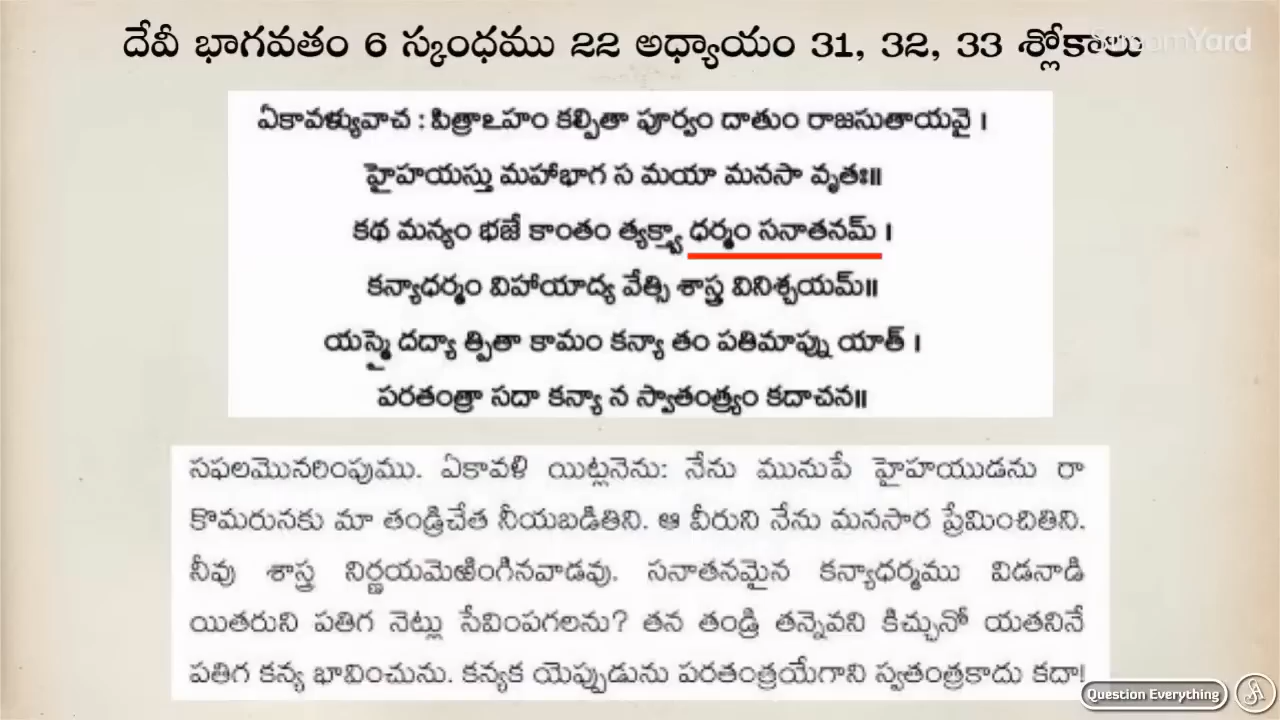 దేవీ భాగవతం 6 స్కంధము 22 అధ్యాయం 31, 32, 33 శ్లోకాలు
StreamYard
ఏకావళ్యువాచ : పిత్రాఽహం కల్పితా పూర్వం దాతుం రాజసుతాయవై ।
హైహయస్తు మహాభాగ స మయా మనసా వృతః॥
కథ మన్యం భజే కాంతం త్యక్త్వా ధర్మం సనాతనమ్ ।
కన్యాధర్మం విహాయాద్య వేత్సి శాస్త్ర వినిశ్చయమ్॥
యస్మై దద్యా త్పితా కామం కన్యా తం పతిమాప్ను యాత్ ।
పరతంత్రా సదా కన్యా న స్వాతంత్ర్యం కదాచన॥
సఫలమొనరింపుము. ఏకావళి యిట్లనెను: నేను మునుపే హైహయుడను రా
కొమరునకు మా తండ్రిచేత నీయబడితిని. ఆ వీరుని నేను మనసార ప్రేమించితిని.
నీవు శాస్త్ర నిర్ణయమెఱింగినవాడవు. సనాతనమైన కన్యాధర్మము విడనాడి
యితరుని పతిగ నెట్లు సేవింపగలను? తన తండ్రి తన్నెవని కిచ్చునో యతనినే
పతిగ కన్య భావించును. కన్యక యెప్పుడును పరతంత్రయేగాని స్వతంత్రకాదు కదా!
Question Everything